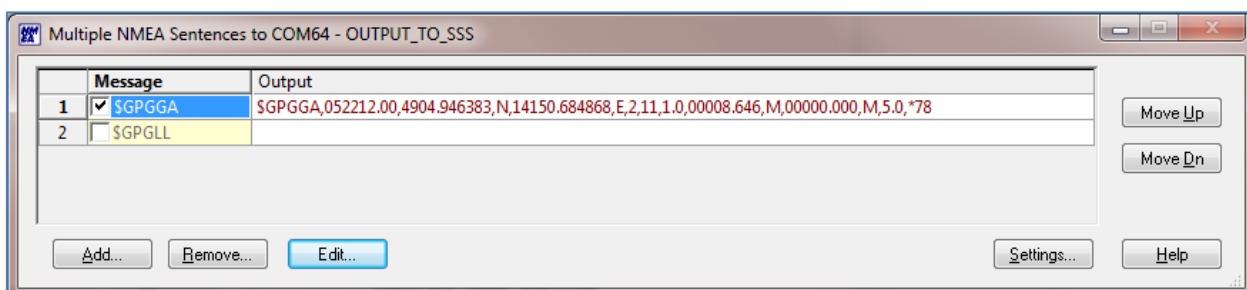 Multiple NMEA Sentences to COM64 - OUTPUT_TO_SSS
Message Output
1 $GPGGA $GPGGA,052212.00,4904.946383,N,14150.684868,E,2,11,1.0,00008.646,M,00000.000,M,5.0,*78
Move Up
2 $GPGLL
Move Dn
Add... Remove... Edit... Settings... Help